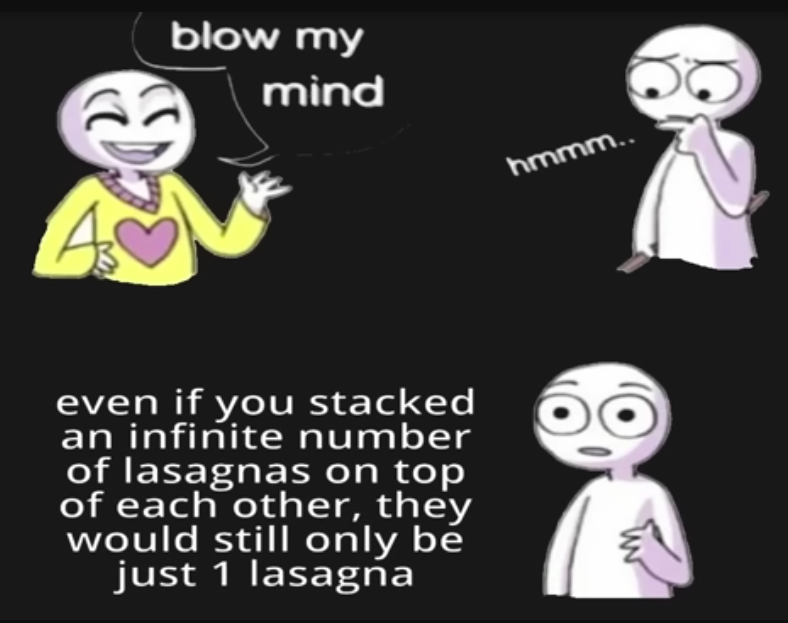 blow my
mind
hmmm..
even if you stacked
an infinite number
of lasagnas on top
of each other, they
would still only be
just 1 lasagna